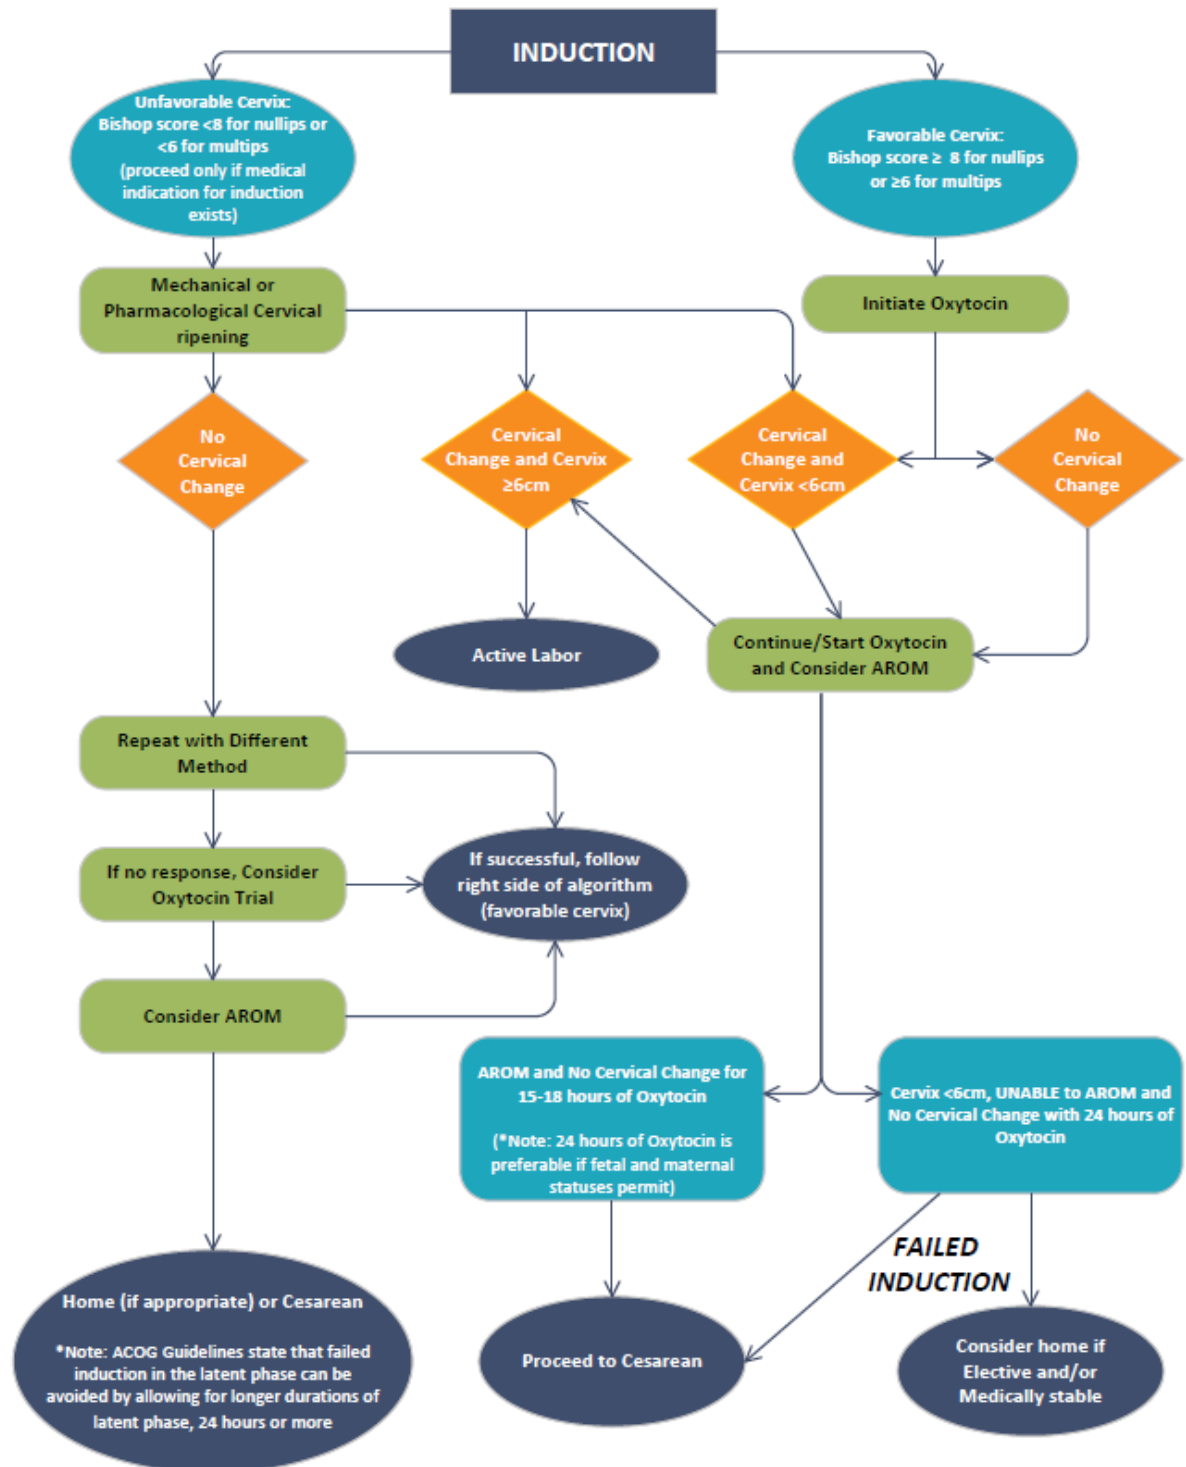 INDUCTION
Unfavorable Cervix:
Bishop score <8 for nullips or
<6 for multips
(proceed only if medical
indication for induction
exists)
Favorable Cervix:
Bishop score ≥ 8 for nullips
or ≥6 for multips
Mechanical or
Pharmacological Cervical
ripening
Initiate Oxytocin
No
Cervical
Change
Cervical
Change and Cervix
≥6cm
Cervical
Change and
Cervix <6cm
No
Cervical
Change
Active Labor
Continue/Start Oxytocin
and Consider AROM
Repeat with Different
Method
If no response, Consider
Oxytocin Trial
If successful, follow
right side of algorithm
(favorable cervix)
Consider AROM
AROM and No Cervical Change for
15-18 hours of Oxytocin
(*Note: 24 hours of Oxytocin is
preferable if fetal and maternal
statuses permit)
Cervix <6cm, UNABLE to AROM and
No Cervical Change with 24 hours of
Oxytocin
FAILED
INDUCTION
Home (if appropriate) or Cesarean
*Note: ACOG Guidelines state that failed
induction in the latent phase can be
avoided by allowing for longer durations of
latent phase, 24 hours or more
Proceed to Cesarean
Consider home if
Elective and/or
Medically stable